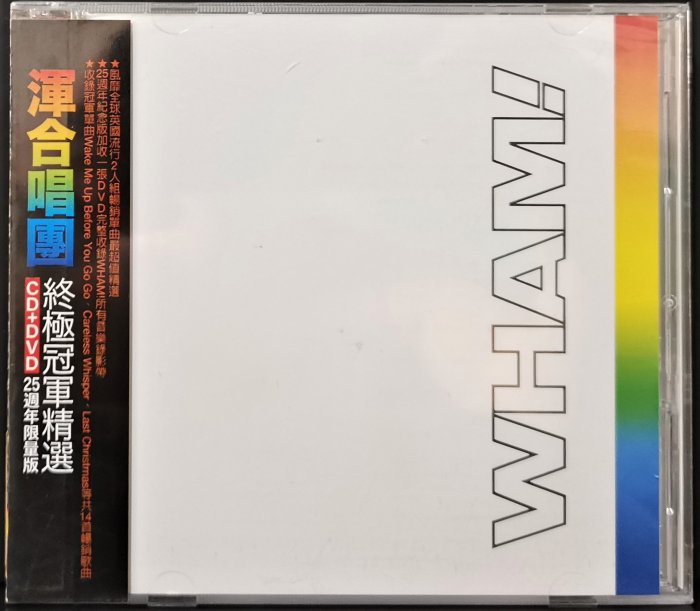 渾合唱團
終極冠軍精選
CD+DVD 25週年限量版
★風靡全球英國流行2人組暢銷單曲最超值精選
★25週年紀念版加收一張DVD完整收錄WHAM!所有音樂錄影帶
★收錄冠軍單曲Wake Me Up Before You Go Go、Careless Whisper、Last Christmas等共14首暢銷歌曲
WHAM!